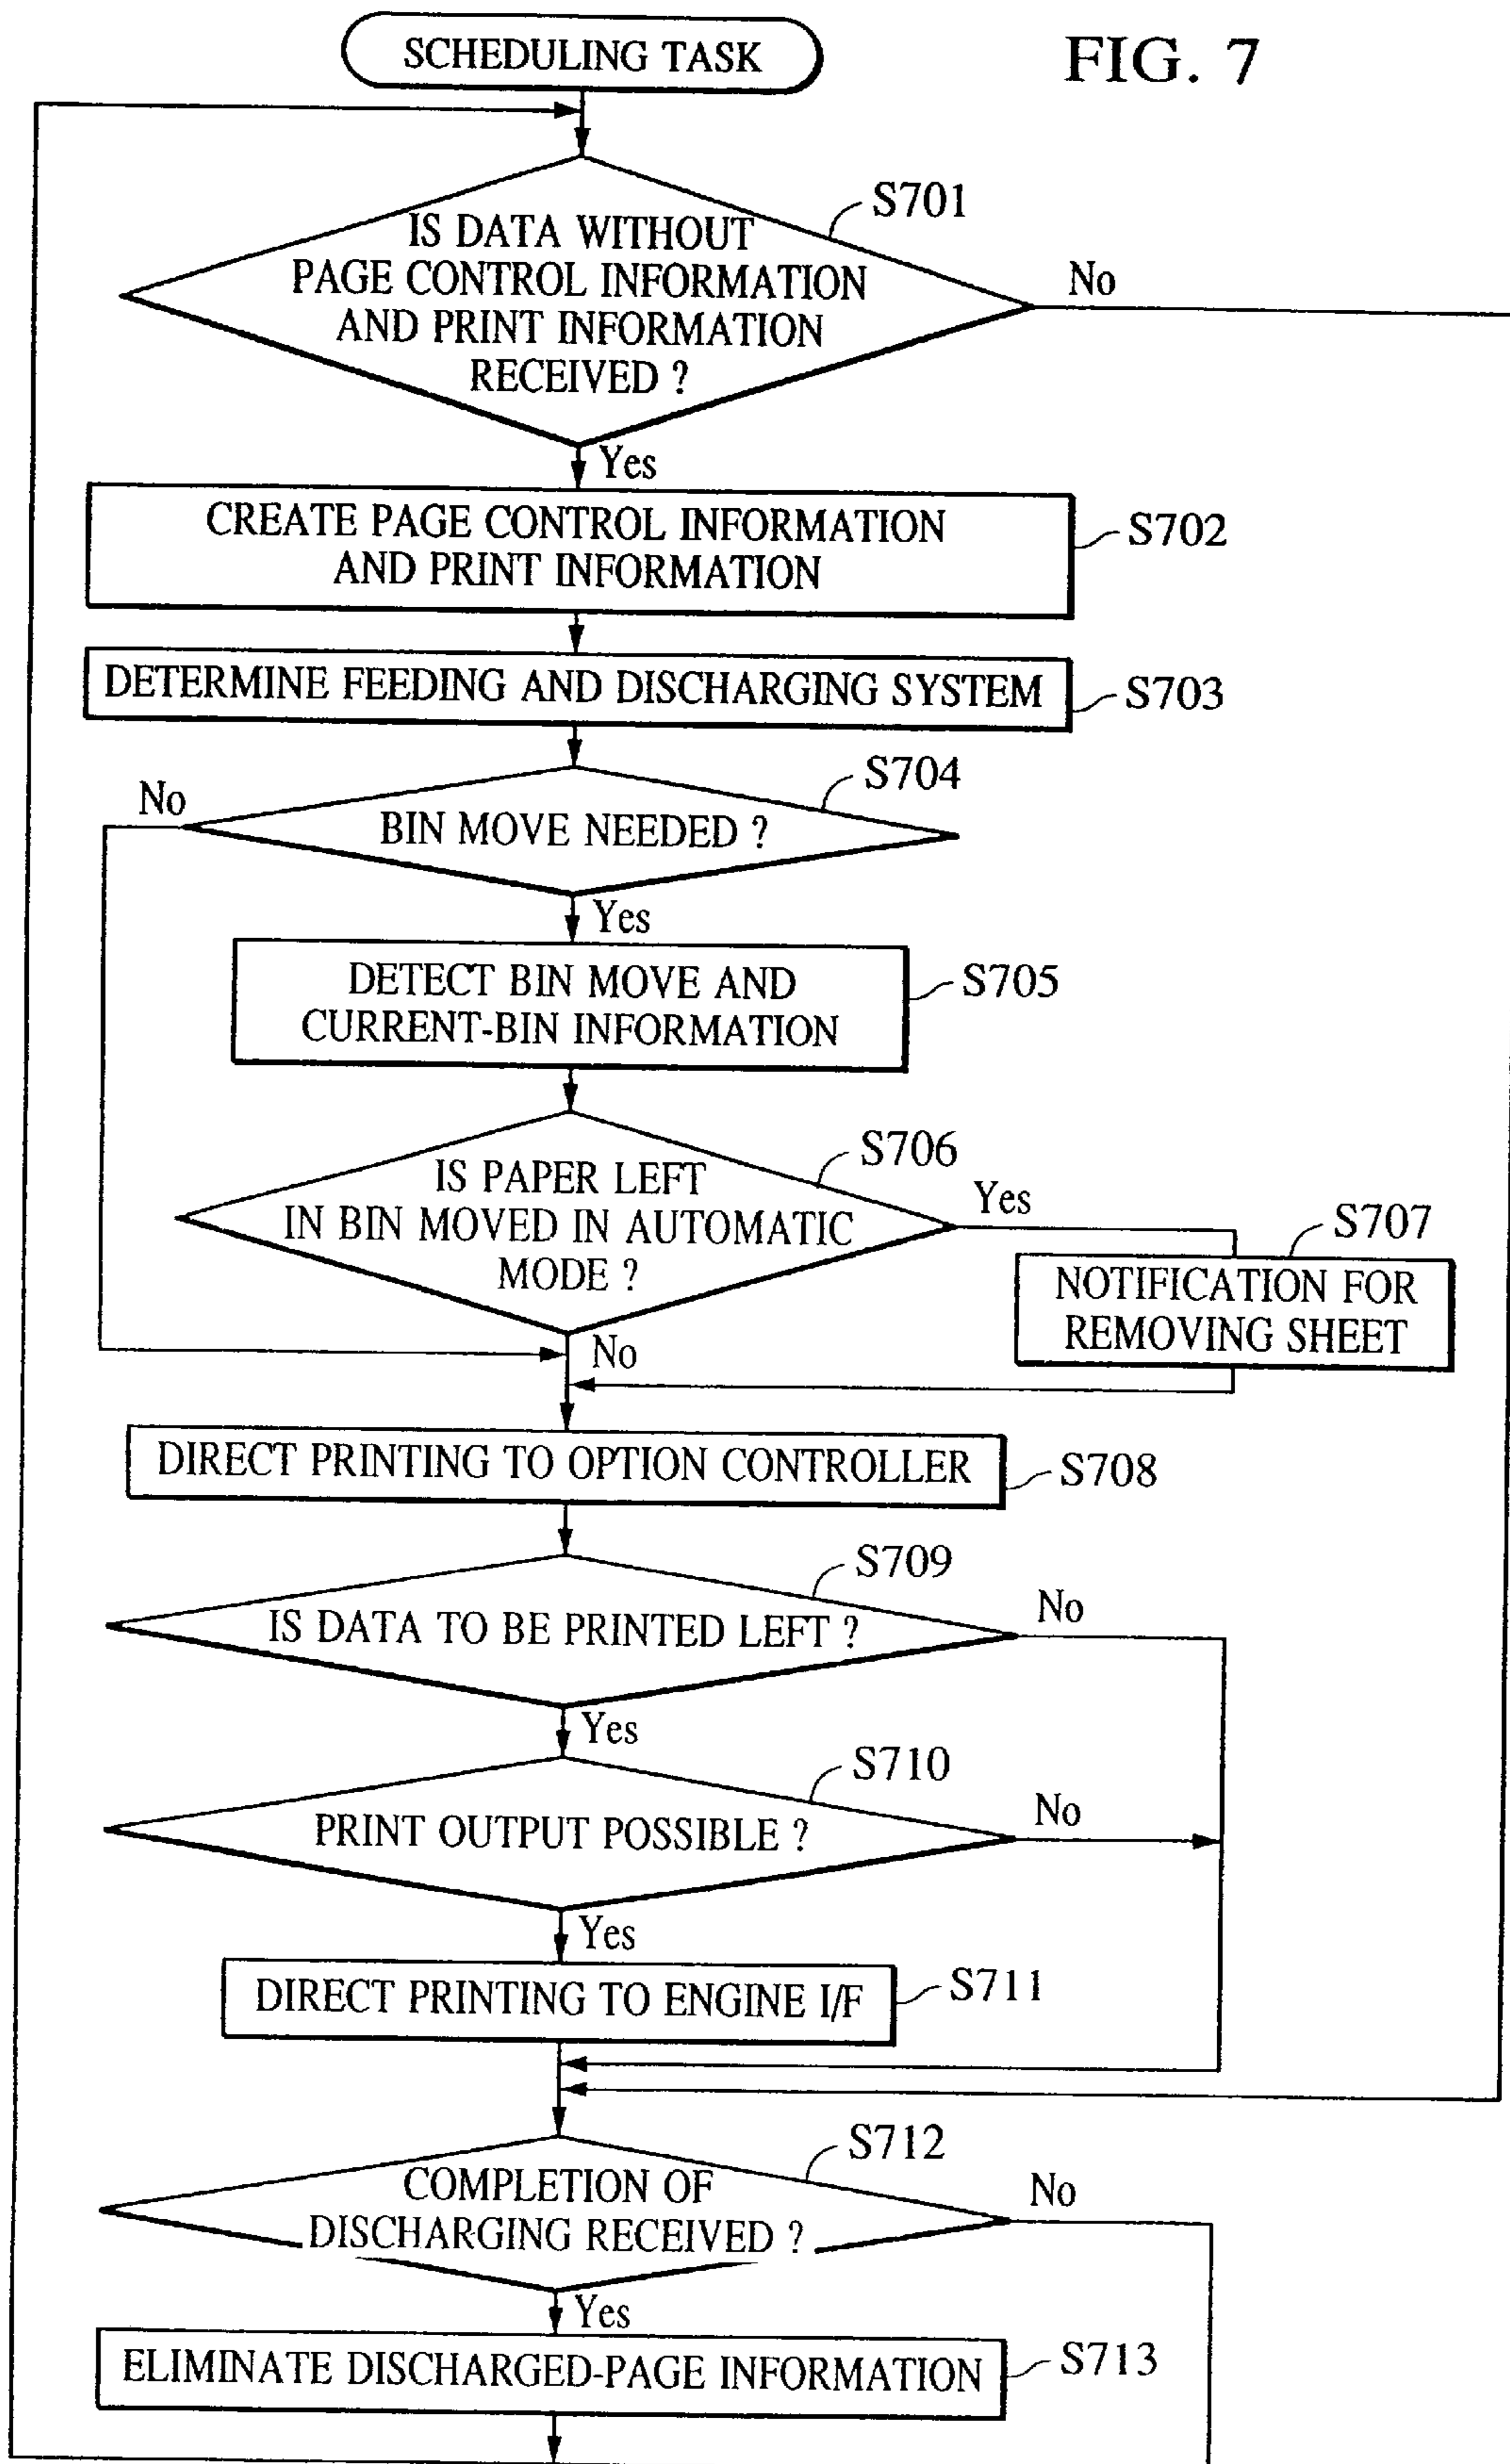 SCHEDULING TASK
FIG. 7
S701
IS DATA WITHOUT
PAGE CONTROL INFORMATION
AND PRINT INFORMATION
RECEIVED ?
No
Yes
CREATE PAGE CONTROL INFORMATION
AND PRINT INFORMATION
S702
DETERMINE FEEDING AND DISCHARGING SYSTEM
S703
S704
No
BIN MOVE NEEDED ?
Yes
DETECT BIN MOVE AND
CURRENT-BIN INFORMATION
S705
S706
IS PAPER LEFT
IN BIN MOVED IN AUTOMATIC
MODE ?
Yes
S707
NOTIFICATION FOR
REMOVING SHEET
No
DIRECT PRINTING TO OPTION CONTROLLER
S708
S709
IS DATA TO BE PRINTED LEFT ?
No
Yes
S710
PRINT OUTPUT POSSIBLE ?
No
Yes
DIRECT PRINTING TO ENGINE I/F
S711
S712
COMPLETION OF
DISCHARGING RECEIVED ?
No
Yes
ELIMINATE DISCHARGED-PAGE INFORMATION
S713